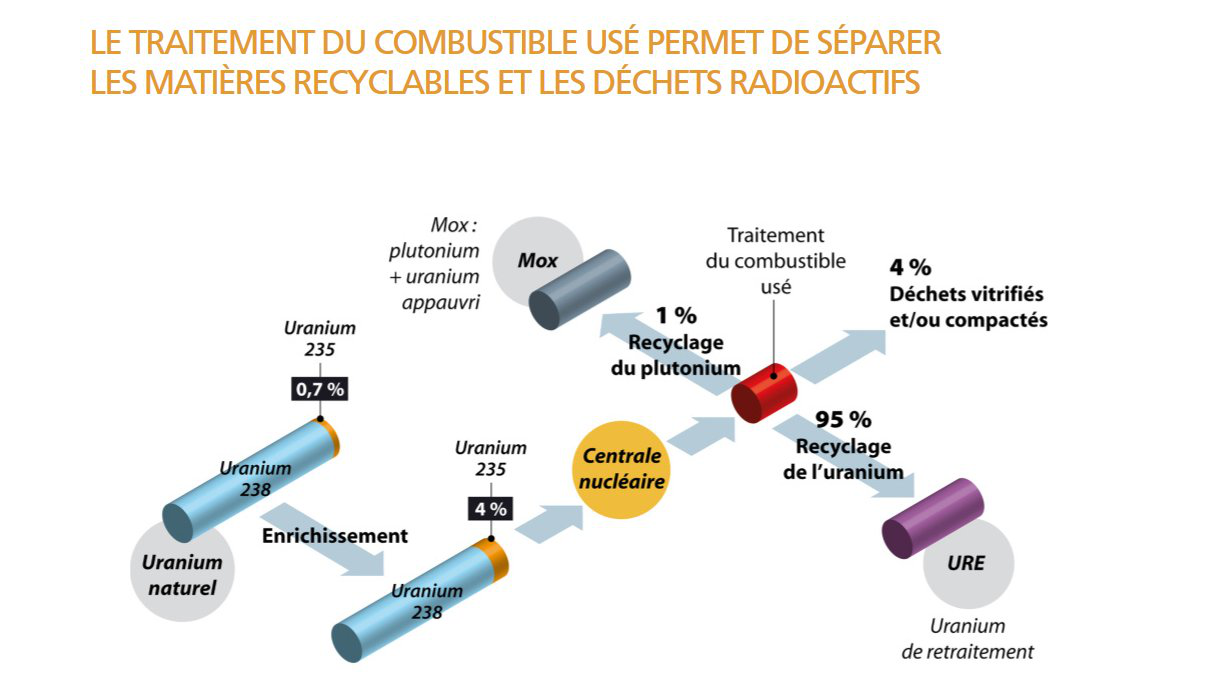 LE TRAITEMENT DU COMBUSTIBLE USÉ PERMET DE SÉPARER
LES MATIÈRES RECYCLABLES ET LES DÉCHETS RADIOACTIFS
Mox :
plutonium
+ uranium
appauvri
Mox
Traitement
du combustible
usé
4 %
Déchets vitrifiés
et/ou compactés
1 %
Recyclage
du plutonium
Uranium
235
0,7 %
Uranium
238
Uranium
naturel
Enrichissement
Uranium
235
4 %
Uranium
238
Centrale
nucléaire
95 %
Recyclage
de l’uranium
URE
Uranium
de retraitement